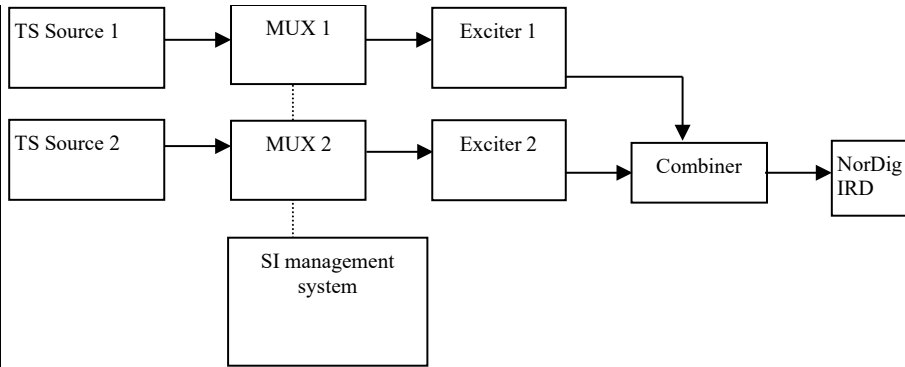 TS Source 1
MUX 1
Exciter 1
TS Source 2
MUX 2
Exciter 2
Combiner
NorDig
IRD
SI management
system